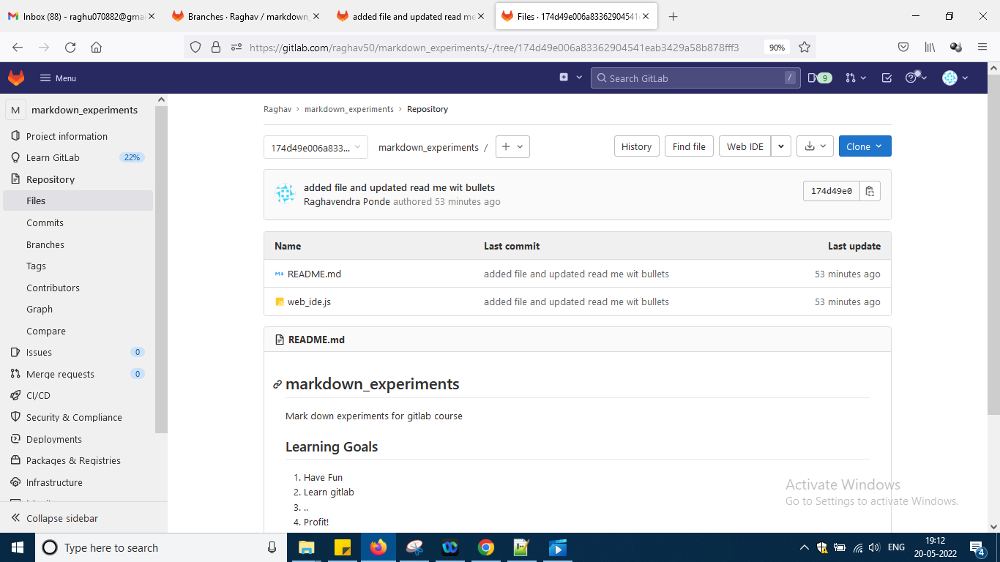 Inbox (88) - raghu070882@gmai
Branches · Raghav / markdown_
added file and updated read me
Files · 174d49e006a83362904541
https://gitlab.com/raghav50/markdown_experiments/-/tree/174d49e006a83362904541eab3429a58b878fff3
90%
Menu
Search GitLab
/
9
M
markdown_experiments
Project information
Learn GitLab
22%
Repository
Files
Commits
Branches
Tags
Contributors
Graph
Compare
Issues
0
Merge requests
0
CI/CD
Security & Compliance
Deployments
Packages & Registries
Infrastructure
Collapse sidebar
Raghav > markdown_experiments > Repository
174d49e006a833...
markdown_experiments /
History
Find file
Web IDE
Clone
added file and updated read me wit bullets
Raghavendra Ponde authored 53 minutes ago
174d49e0
Name
Last commit
Last update
README.md
added file and updated read me wit bullets
53 minutes ago
web_ide.js
added file and updated read me wit bullets
53 minutes ago
README.md
markdown_experiments
Mark down experiments for gitlab course
Learning Goals
1. Have Fun
2. Learn gitlab
3. ..
4. Profit!
Activate Windows
Go to Settings to activate Windows.
Type here to search
ENG
19:12
20-05-2022
4